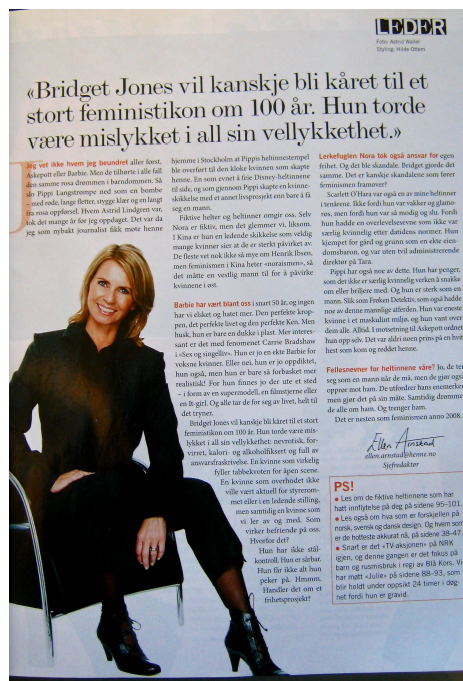 LEDER
Foto: Astrid Waller
Styling: Hilde Ottem
«Bridget Jones vil kanskje bli kåret til et
stort feministikon om 100 år. Hun torde
være mislykket i all sin vellykkethet.»
Jeg vet ikke hvem jeg beundret aller først,
Askepott eller Barbie. Men de tilhørte i alle fall
den samme rosa drømmen i barndommen. Så
dro Pippi Langstrømpe ned som en bombe
– med røde, lange fletter, stygge klær og en langt
fra rosa oppførsel. Hvem Astrid Lindgren var,
tok det mange år før jeg oppdaget. Det var da
jeg som nybakt journalist fikk møte henne
hjemme i Stockholm at Pippis heltinnestempel
ble overført til den kloke kvinnen som skapte
henne. En som evnet å frie Disney-heltinnene
til side, og som gjennom Pippi skapte en kvinne-
skikkelse med et annet livsprosjekt enn bare å få
seg en mann.
Fiktive helter og heltinner omgir oss. Selv
Nora er fiktiv, men det glemmer vi, liksom.
I Kina er hun en ledende skikkelse som veldig
mange kvinner sier at de er sterkt påvirket av.
De fleste vet nok ikke så mye om Henrik Ibsen,
men feminismen i Kina heter «noraismen», så
det måtte en vestlig mann til for å påvirke
kvinnene i øst.
Barbie har vært blant oss i snart 50 år, og ingen
har vi elsket og hatet mer. Den perfekte krop-
pen, det perfekte livet og den perfekte Ken. Men
husk, hun er bare en dukke i plast. Mer interes-
sant er det med fenomenet Carrie Bradshaw
i «Sex og singelliv». Hun er jo en ekte Barbie for
voksne kvinner. Eller nei, hun er jo oppdiktet,
hun også, men hun er bare så forbasket mer
realistisk! For hun finnes jo der ute et sted
– i form av en supermodell, en filmstjerne eller
en It-girl. Og alle tar de for seg av livet, helt til
det tryner.
Bridget Jones vil kanskje bli kåret til et stort
feministikon om 100 år. Hun torde være mis-
lykket i all sin vellykkethet: nevrotisk, for-
virret, kalori- og alkoholfiksert og full av
ansvarsfraskrivelse. En kvinne som virkelig
fyller tabbekvoten for åpen scene.
En kvinne som overhodet ikke
ville vært aktuell for styrerom-
met eller i en ledende stilling,
men samtidig en kvinne som
vi ler av og med. Som
virker befriende på oss.
Hvorfor det?
Hun har ikke stål-
kontroll. Hun er sårbar.
Hun får ikke alt hun
peker på. Hmmm.
Handler det om et
frihetsprosjekt?
Lerkefuglen Nora tok også ansvar for egen
frihet. Og det ble skandale. Bridget gjorde det
samme. Det er kanskje skandalene som fører
feminismen framover?
Scarlett O'Hara var også en av mine heltinner
i tenårene. Ikke fordi hun var vakker og glamo-
røs, men fordi hun var så modig og slu. Fordi
hun hadde en overlevelsesevne som ikke var
særlig kvinnelig etter datidens normer. Hun
kjempet for gård og grunn som en ekte eien-
domsbaron, og var uten tvil administrerende
direktør på Tara.
Pippi har også noe av dette. Hun har penger,
som det ikke er særlig kvinnelig verken å snakke
om eller briljere med. Og hun er sterk som en
mann. Slik som Frøken Detektiv, som også hadde
noe av denne mannlige atferden. Hun var eneste
kvinne i et maskulint miljø, og hun vant over
dem alle. Alltid. I motsetning til Askepott ordnet
hun opp selv. Det var aldri noen prins på en hvit
hest som kom og reddet henne.
Fellesnevner for heltinnene våre? Jo, de ter
seg som en mann når de må, men de gjør også
opprør mot ham. De utfordrer hans enemerker
men gjør det på sin måte. Samtidig drømmer
de alle om ham. Og trenger ham.
Det er nesten som feminismen anno 2008.
Ellen Arnstad
ellen.arnstad@henne.no
Sjefredaktør
PS!
● Les om de fiktive heltinnene som har
hatt innflytelse på deg på sidene 95–101.
● Les også om hva som er forskjellen på
norsk, svensk og dansk design. Og hvem som
er de hotteste akkurat nå, på sidene 38-47.
● Snart er det «TV-aksjonen» på NRK
igjen, og denne gangen er det fokus på
barn og rusmisbruk i regi av Blå Kors. Vi
har møtt «Julie» på sidene 88–93, som
blir holdt under oppsikt 24 timer i døg-
net fordi hun er gravid.